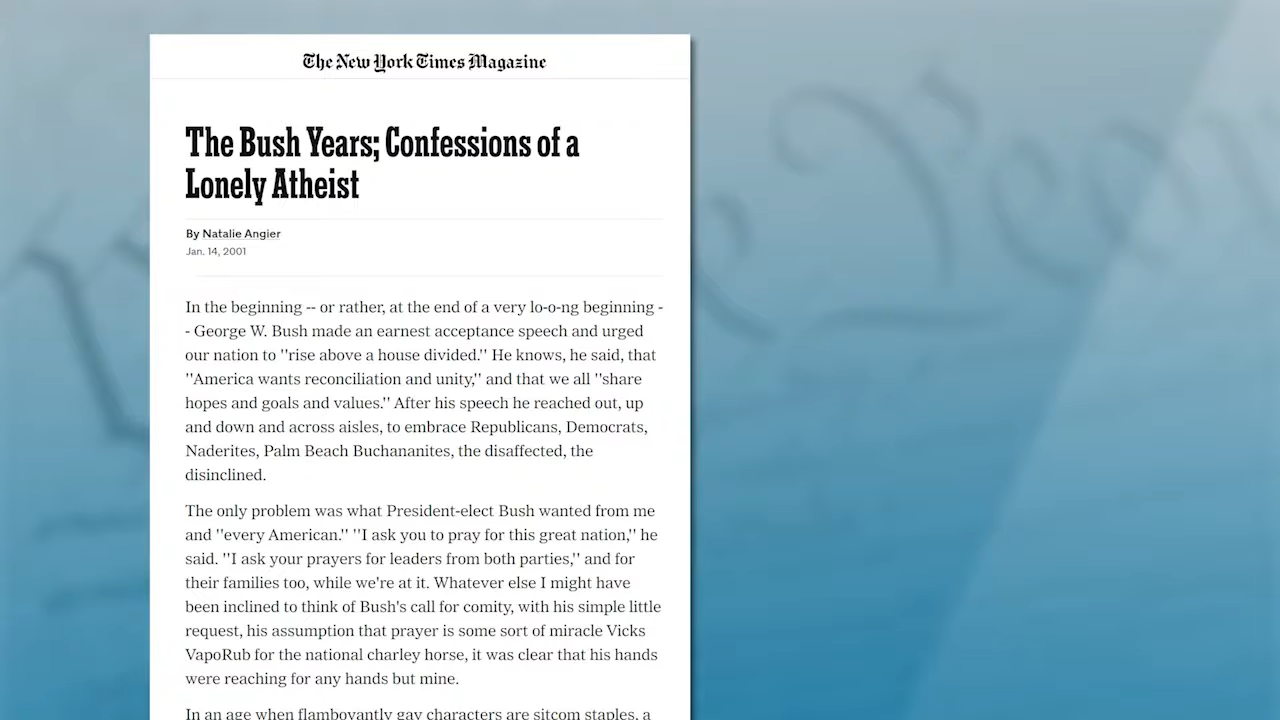 The New York Times Magazine
The Bush Years; Confessions of a
Lonely Atheist
By Natalie Angier
Jan. 14, 2001
In the beginning -- or rather, at the end of a very lo-o-ng beginning -
- George W. Bush made an earnest acceptance speech and urged
our nation to ''rise above a house divided.'' He knows, he said, that
''America wants reconciliation and unity,'' and that we all ''share
hopes and goals and values.'' After his speech he reached out, up
and down and across aisles, to embrace Republicans, Democrats,
Naderites, Palm Beach Buchananites, the disaffected, the
disinclined.
The only problem was what President-elect Bush wanted from me
and ''every American.'' ''I ask you to pray for this great nation,'' he
said. ''I ask your prayers for leaders from both parties,'' and for
their families too, while we're at it. Whatever else I might have
been inclined to think of Bush's call for comity, with his simple little
request, his assumption that prayer is some sort of miracle Vicks
VapoRub for the national charley horse, it was clear that his hands
were reaching for any hands but mine.
In an age when flamboyantly gay characters are sitcom staples, a